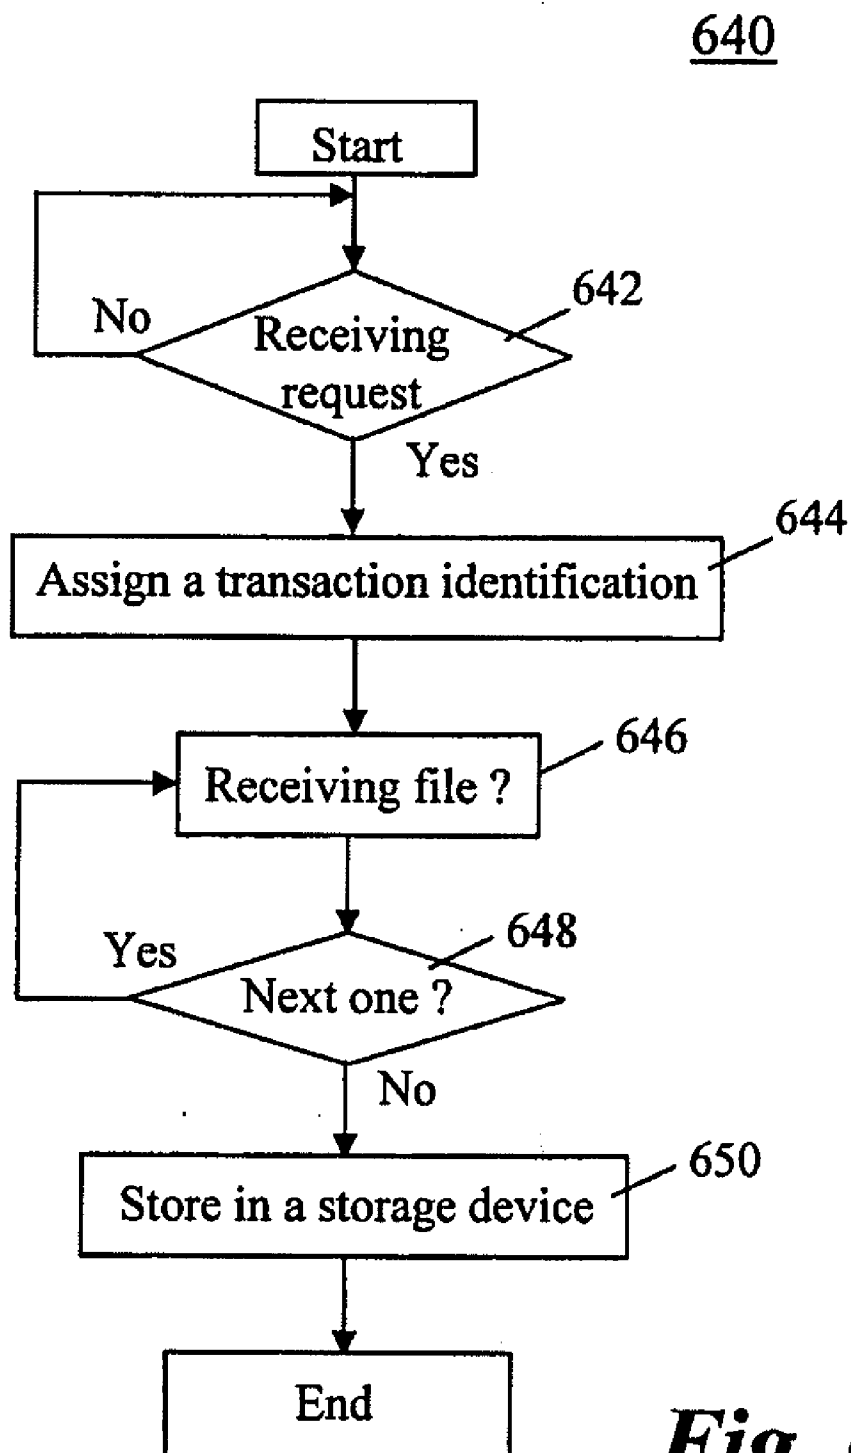 640
Start
642
No
Receiving
request
Yes
644
Assign a transaction identification
646
Receiving file ?
648
Yes
Next one ?
No
650
Store in a storage device
End
Fig.